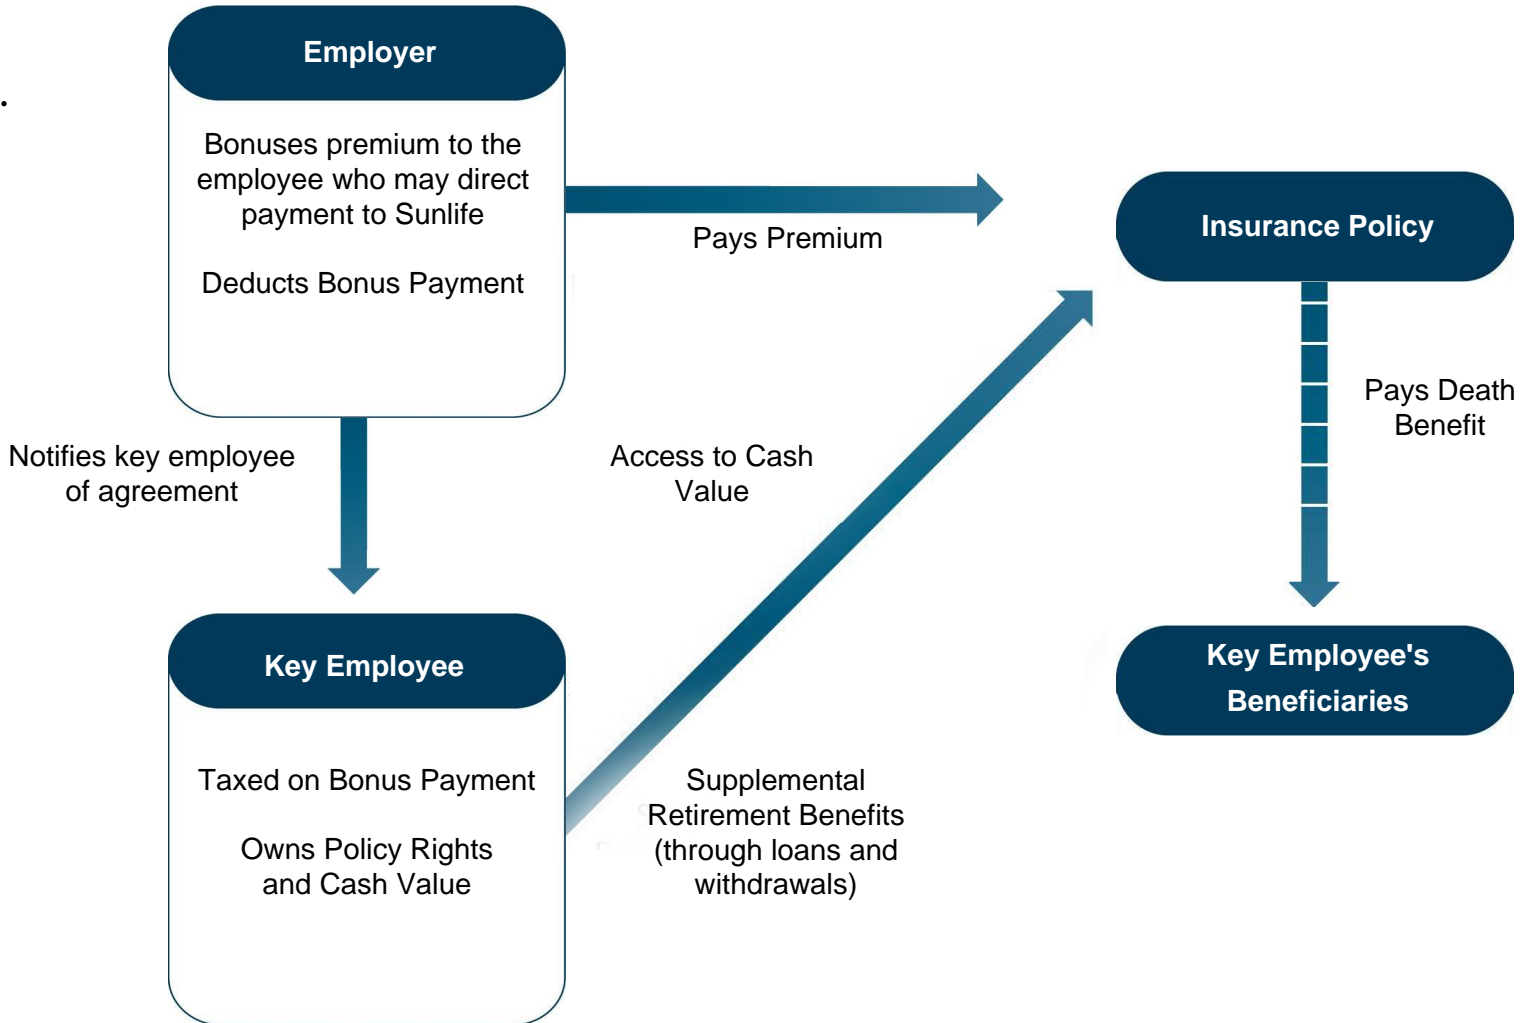 Employer
.
Bonuses premium to the
employee who may direct
payment to Sunlife
Deducts Bonus Payment
Pays Premium
Insurance Policy
Pays Death
Benefit
Notifies key employee
of agreement
Access to Cash
Value
Key Employee
Taxed on Bonus Payment
Owns Policy Rights
and Cash Value
Supplemental
Retirement Benefits
(through loans and
withdrawals)
Key Employee's
Beneficiaries